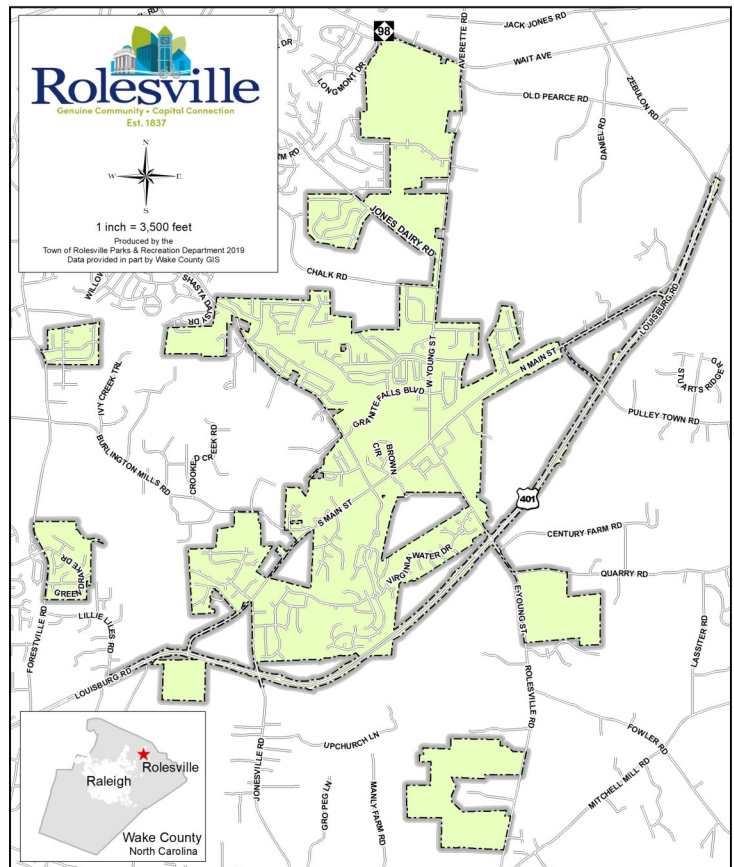 Rolesville
Genuine Community • Capital Connection
Est. 1837
N
W
E
S
1 inch = 3,500 feet
Produced by the
Town of Rolesville Parks & Recreation Department 2019
Data provided in part by Wake County GIS
98
JACK JONES RD
AVERETTE RD
WAIT AVE
ZEBULON RD
LONGMONT DR
OLD PEARCE RD
DANIEL RD
JONES DAIRY RD
CHALK RD
SHASTA DAISY DR
LOUISBURG RD
N MAIN ST
W YOUNG ST
STUARTS RIDGE RD
IVY CREEK TRL
GRANITE FALLS BLVD
PULLEY TOWN RD
BURLINGTON MILLS RD
CROOKED CREEK RD
BROWN CIR
401
S MAIN ST
CENTURY FARM RD
VIRGINIA WATER DR
QUARRY RD
GREEN DRAKE DR
E YOUNG ST
LILLIE LILES RD
FORESTVILLE RD
LASSITER RD
LOUISBURG RD
ROLESVILLE RD
FOWLER RD
UPCHURCH LN
JONESVILLE RD
MITCHELL MILL RD
GRO PEG LN
MANLY FARM RD
Rolesville
Raleigh
Wake County
North Carolina